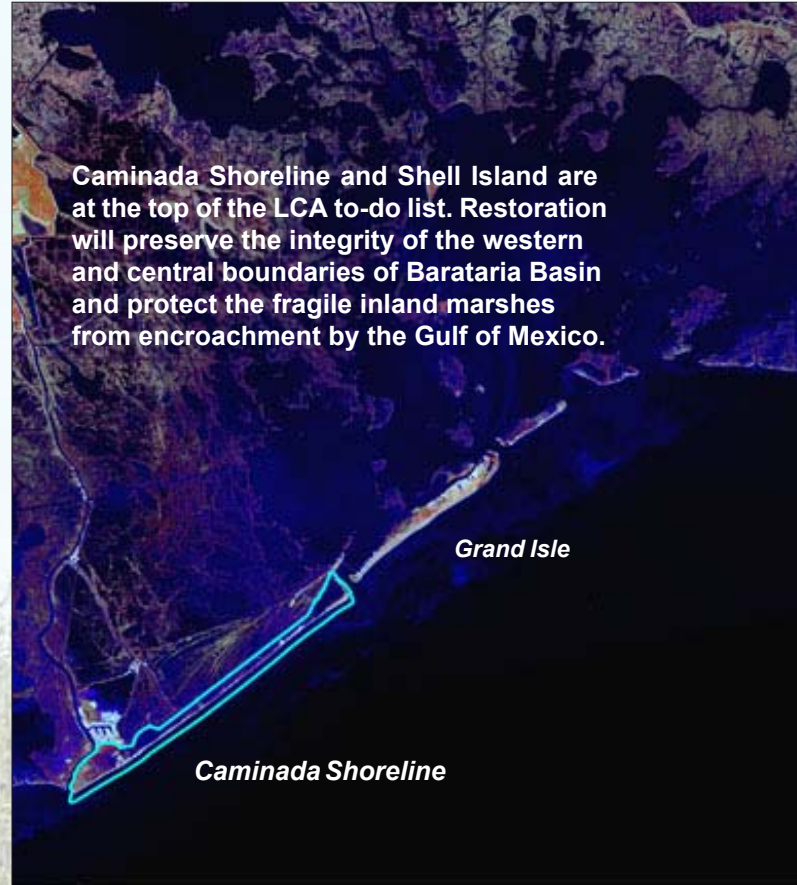 Caminada Shoreline and Shell Island are
at the top of the LCA to-do list. Restoration
will preserve the integrity of the western
and central boundaries of Barataria Basin
and protect the fragile inland marshes
from encroachment by the Gulf of Mexico.
Grand Isle
Caminada Shoreline